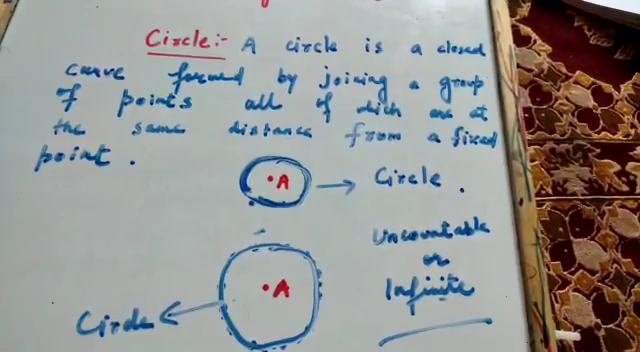 Circle:- A circle is a closed
curve formed by joining a group
of points all of which are at
the same distance from a fixed
point.
A
Circle.
Uncountable
or
Infinite
A
Circle